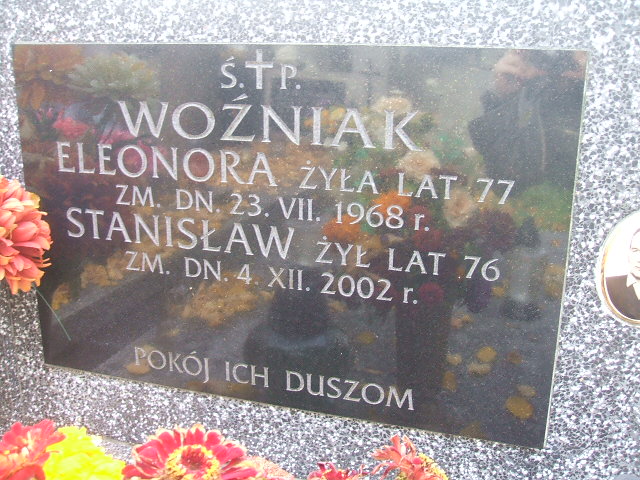 Ś.†P.
WOŹNIAK
ELEONORA ŻYŁA LAT 77
ZM. DN. 23. VII. 1968 r.
STANISŁAW ŻYŁ LAT 76
ZM. DN. 4. XII. 2002 r.
POKÓJ ICH DUSZOM